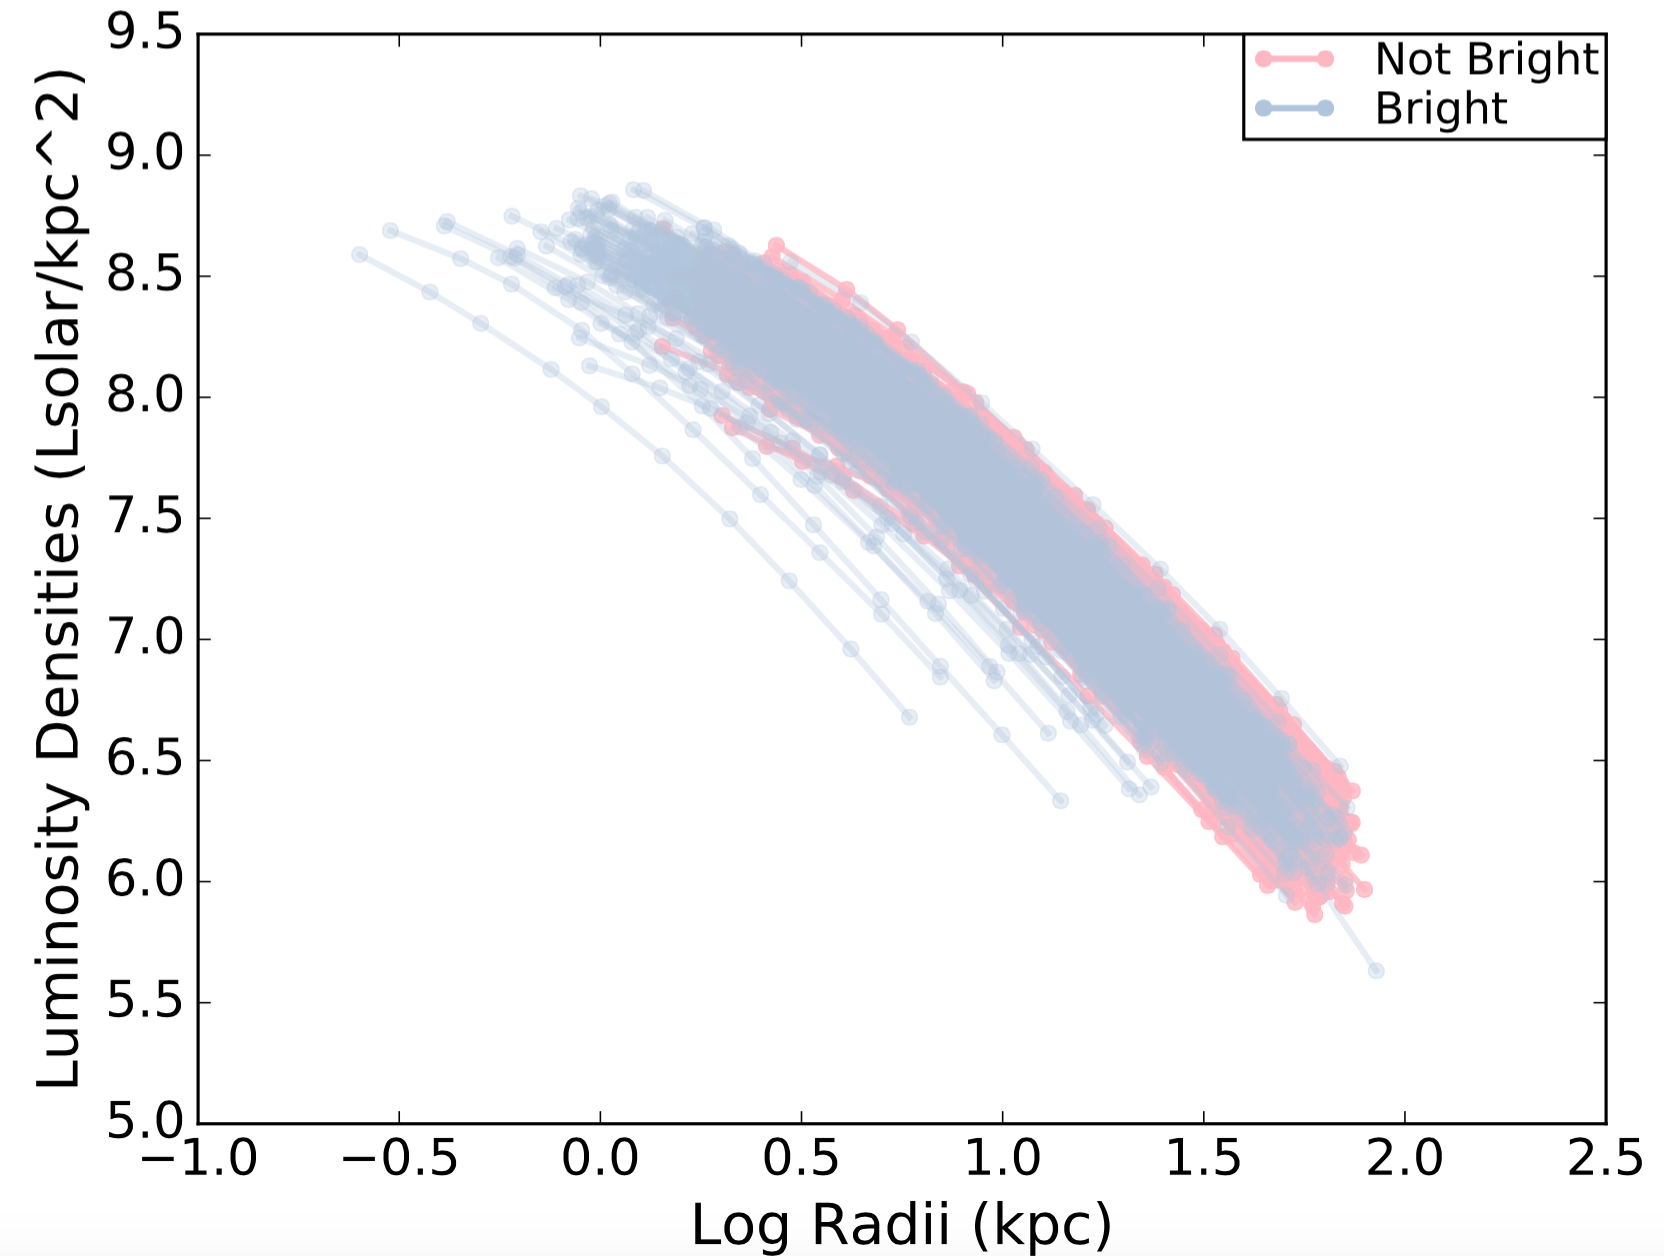 Luminosity Densities (Lsolar/kpc^2)
9.5
9.0
8.5
8.0
7.5
7.0
6.5
6.0
5.5
5.0
Not Bright
Bright
−1.0 −0.5 0.0 0.5 1.0 1.5 2.0 2.5
Log Radii (kpc)